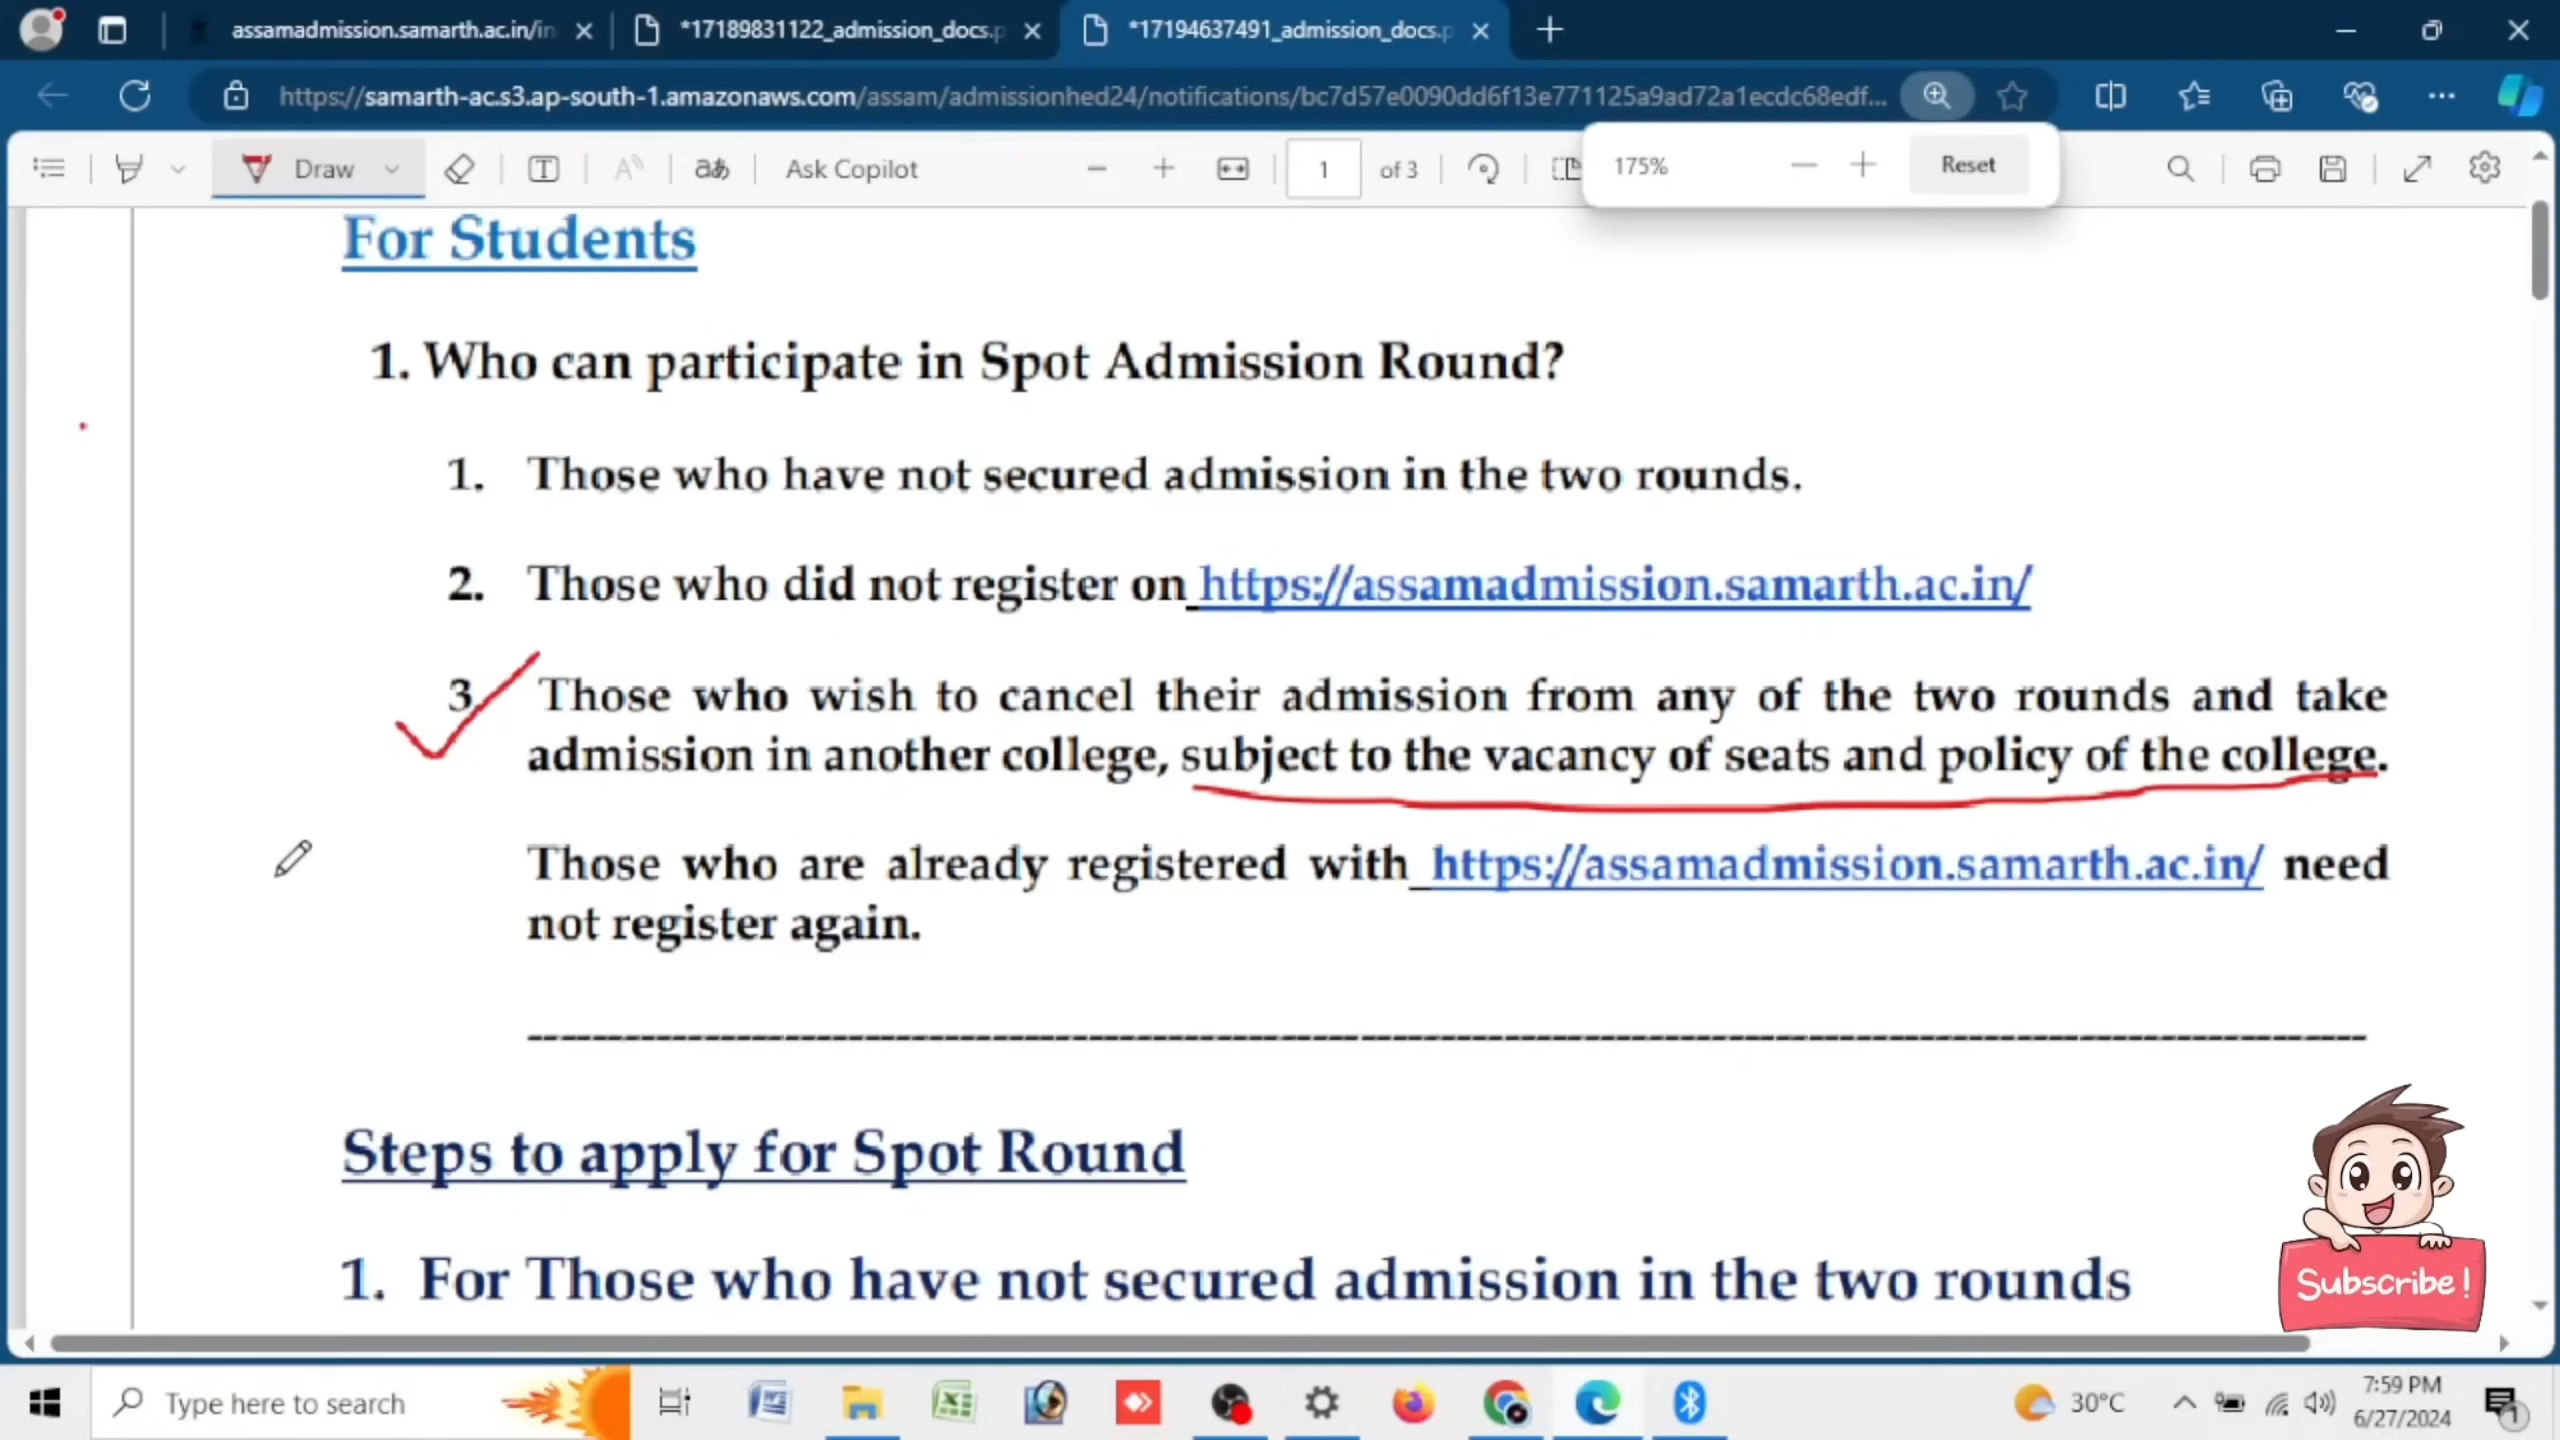 assamadmission.samarth.ac.in/in
*17189831122_admission_docs.p
*17194637491_admission_docs.p
https://samarth-ac.s3.ap-south-1.amazonaws.com/assam/admissionhed24/notifications/bc7d57e0090dd6f13e771125a9ad72a1ecdc68edf...
Draw
Ask Copilot
1 of 3
175%
Reset
For Students
1. Who can participate in Spot Admission Round?
1. Those who have not secured admission in the two rounds.
2. Those who did not register on https://assamadmission.samarth.ac.in/
3. Those who wish to cancel their admission from any of the two rounds and take
admission in another college, subject to the vacancy of seats and policy of the college.
Those who are already registered with https://assamadmission.samarth.ac.in/ need
not register again.
Steps to apply for Spot Round
1. For Those who have not secured admission in the two rounds
Subscribe!
Type here to search
30°C
7:59 PM
6/27/2024
1